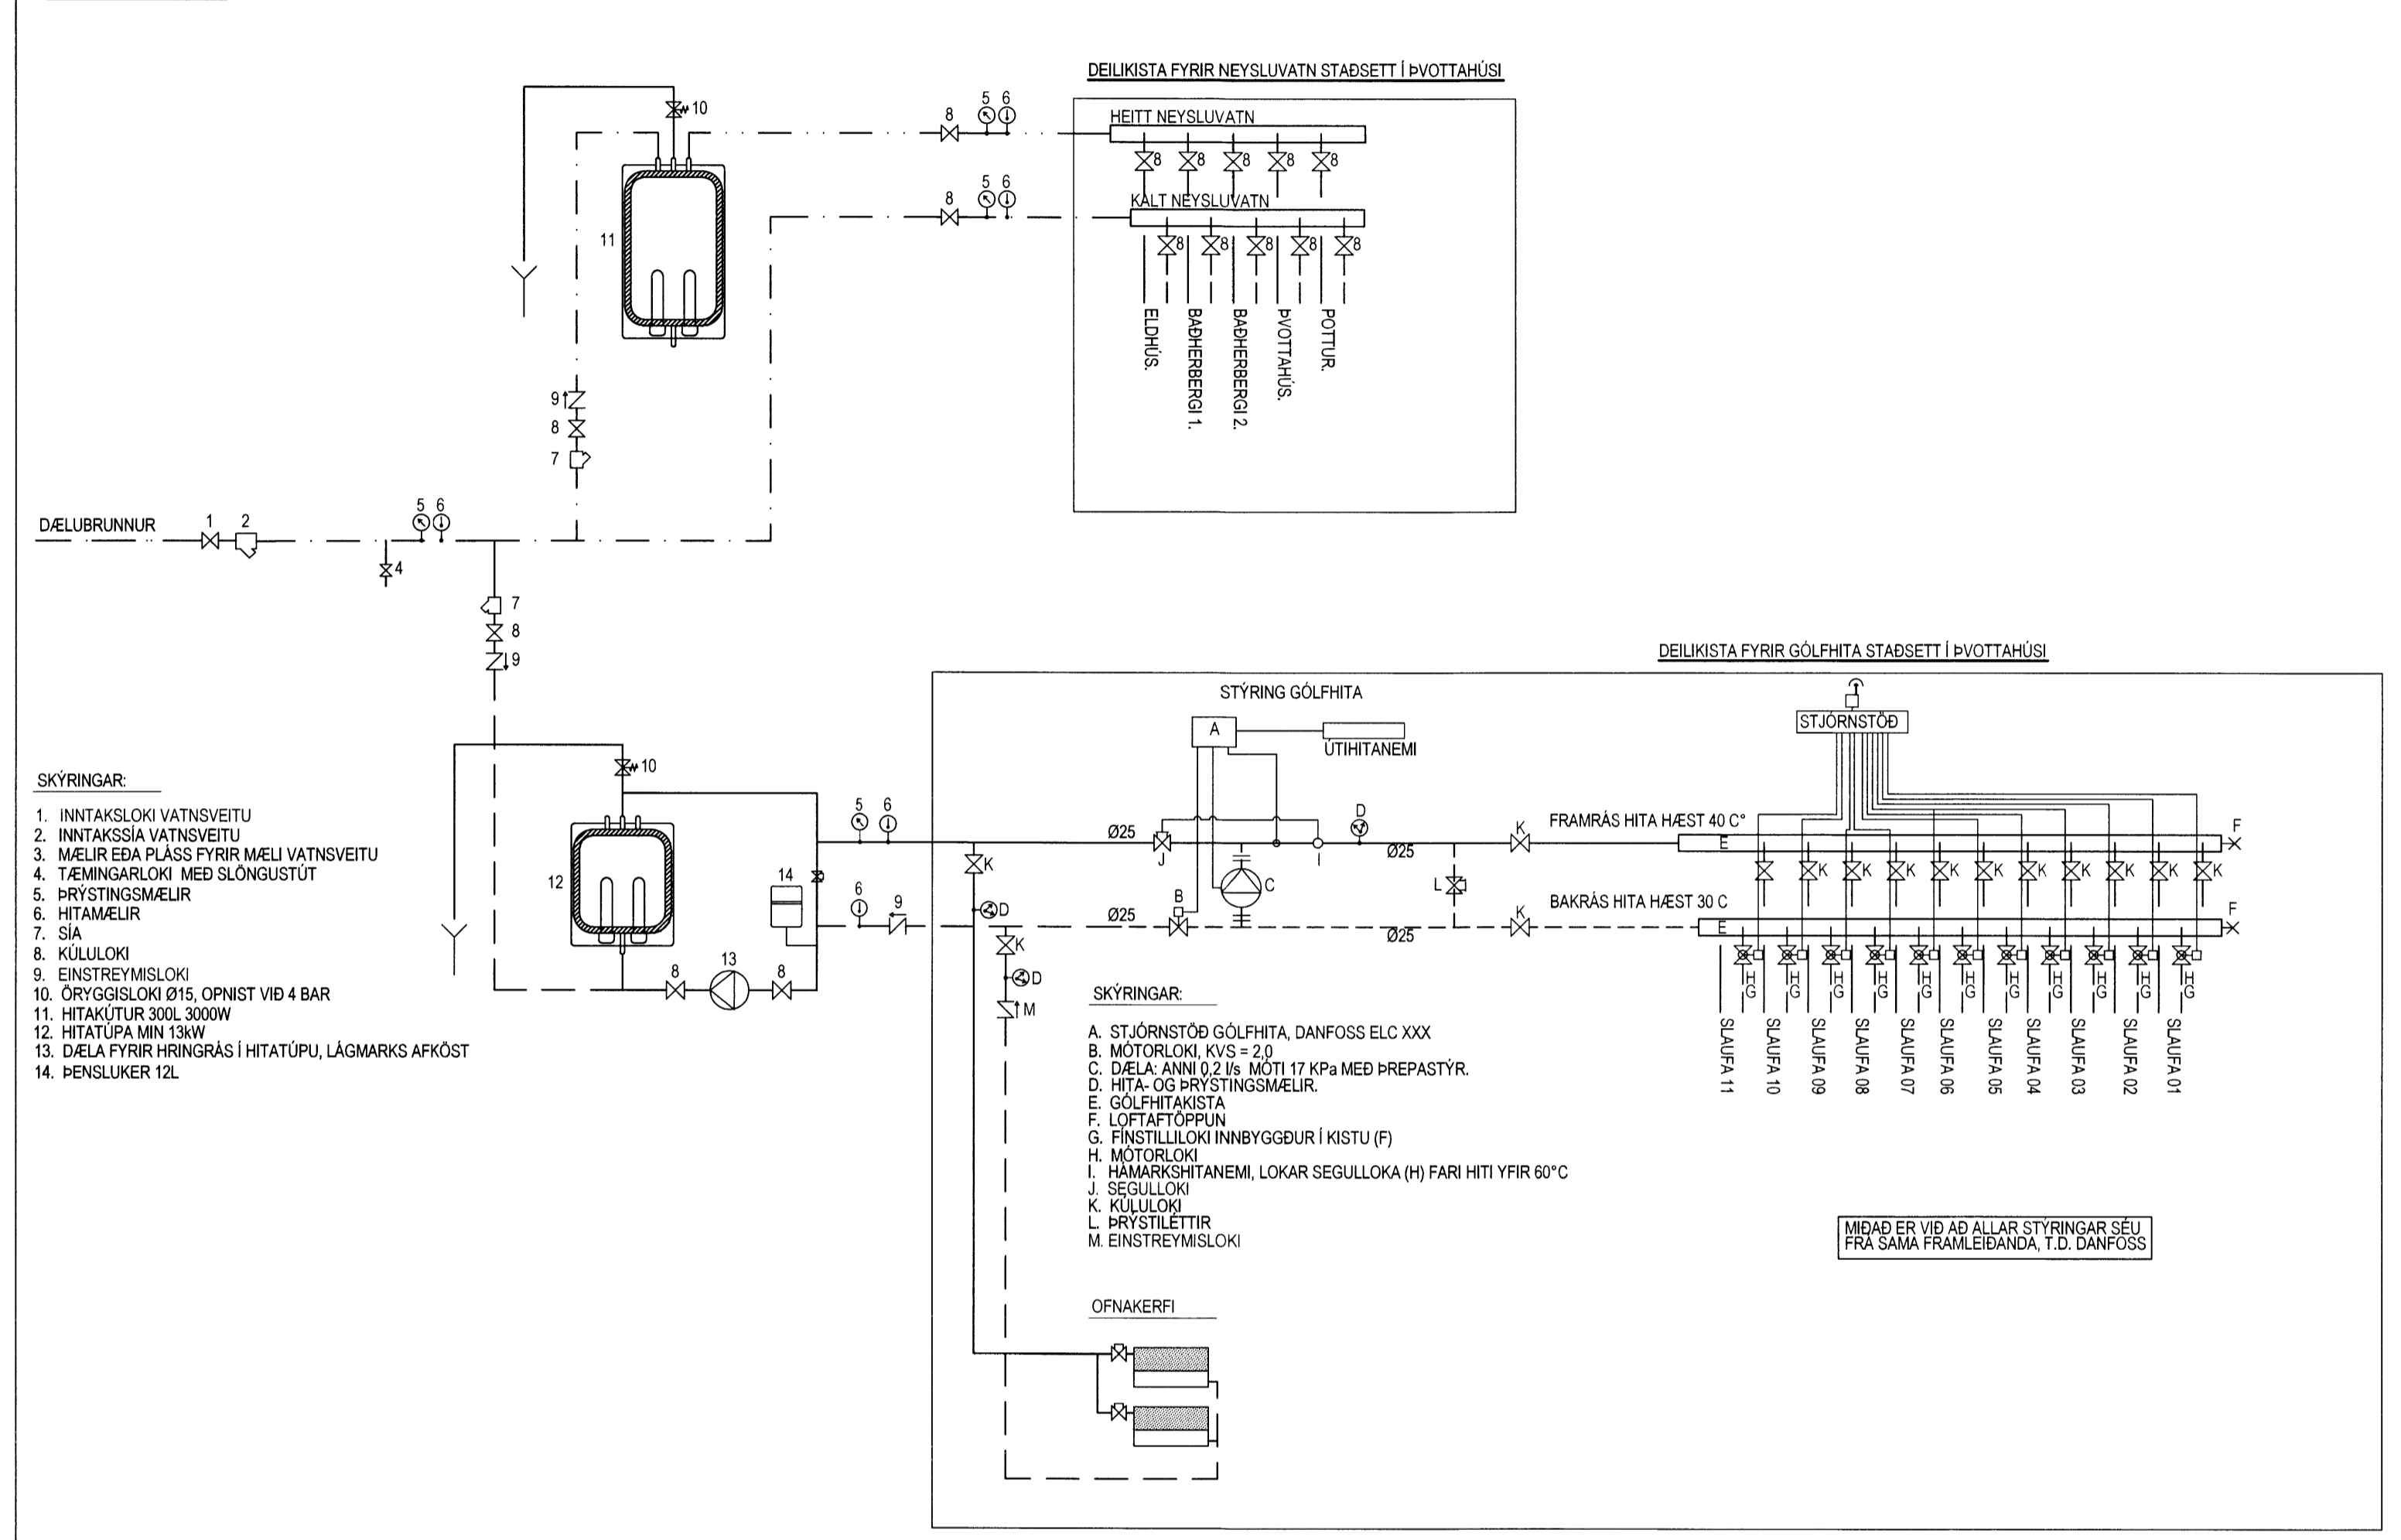 DEILIKISTA FYRIR NEYSLUVATN STAÐSETT Í ÞVOTTAHÚSI
10
8
5 6
HEITT NEYSLUVATN
8 8 8 8 8
8
5 6
KALT NEYSLUVATN
8 8 8 8 8
11
ELDHÚS.
BAÐHERBERGI 1.
BAÐHERBERGI 2.
ÞVOTTAHÚS.
POTTUR.
9
8
7
DÆLUBRUNNUR
1
2
5 6
4
7
8
9
10
12
14
13
8
8
5
6
6
9
DEILIKISTA FYRIR GÓLFHITA STAÐSETT Í ÞVOTTAHÚSI
STÝRING GÓLFHITA
A
ÚTIHITANEMI
STJÓRNSTÖÐ
Ø25
J
I
D
Ø25
K
FRAMRÁS HITA HÆST 40 C°
E
F
K
C
L
K K K K K K K K K K
D
Ø25
B
Ø25
K
BAKRÁS HITA HÆST 30 C
E
F
K
D
M
H H H H H H H H H H H
G G G G G G G G G G G
SLAUFA 11
SLAUFA 10
SLAUFA 09
SLAUFA 08
SLAUFA 07
SLAUFA 06
SLAUFA 05
SLAUFA 04
SLAUFA 03
SLAUFA 02
SLAUFA 01
SKÝRINGAR:
1. INNTAKSLOKI VATNSVEITU
2. INNTAKSSÍA VATNSVEITU
3. MÆLIR EÐA PLÁSS FYRIR MÆLI VATNSVEITU
4. TÆMINGARLOKI MEÐ SLÖNGUSTÚT
5. ÞRÝSTINGSMÆLIR
6. HITAMÆLIR
7. SÍA
8. KÚLULOKI
9. EINSTREYMISLOKI
10. ÖRYGGISLOKI Ø15, OPNIST VIÐ 4 BAR
11. HITAKÚTUR 300L 3000W
12. HITATÚPA MIN 13kW
13. DÆLA FYRIR HRINGRÁS Í HITATÚPU, LÁGMARKS AFKÖST
14. ÞENSLUKER 12L
SKÝRINGAR:
A. STJÓRNSTÖÐ GÓLFHITA, DANFOSS ELC XXX
B. MÓTORLOKI, KVS = 2,0
C. DÆLA: ANNI 0,2 l/s MÓTI 17 KPa MEÐ ÞREPASTÝR.
D. HITA- OG ÞRÝSTINGSMÆLIR.
E. GÓLFHITAKISTA
F. LOFTAFTÖPPUN
G. FÍNSTILLILOKI INNBYGGÐUR Í KISTU (F)
H. MÓTORLOKI
I. HÁMARKSHITANEMI, LOKAR SEGULLOKA (H) FARI HITI YFIR 60°C
J. SEGULLOKI
K. KÚLULOKI
L. ÞRÝSTILÉTTIR
M. EINSTREYMISLOKI
MIÐAÐ ER VIÐ AÐ ALLAR STÝRINGAR SÉU
FRÁ SAMA FRAMLEIÐANDA, T.D. DANFOSS
OFNAKERFI